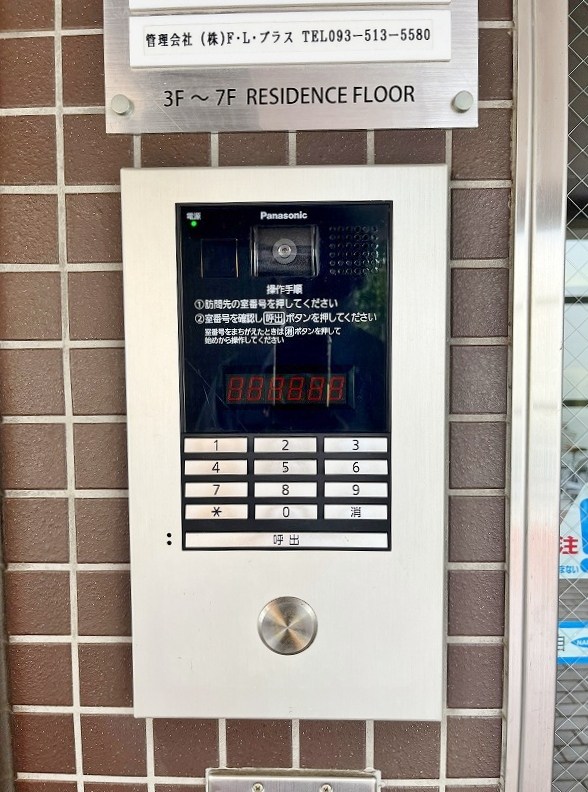 管理会社 (株)F・L・プラス TEL093-513-5580
3F ～ 7F RESIDENCE FLOOR
電源
Panasonic
操作手順
①訪問先の室番号を押してください
②室番号を確認し呼出ボタンを押してください
室番号をまちがえたときは消ボタンを押して
始めから操作してください
888888
1 2 3
4 5 6
7 8 9
* 0 消
呼出
注